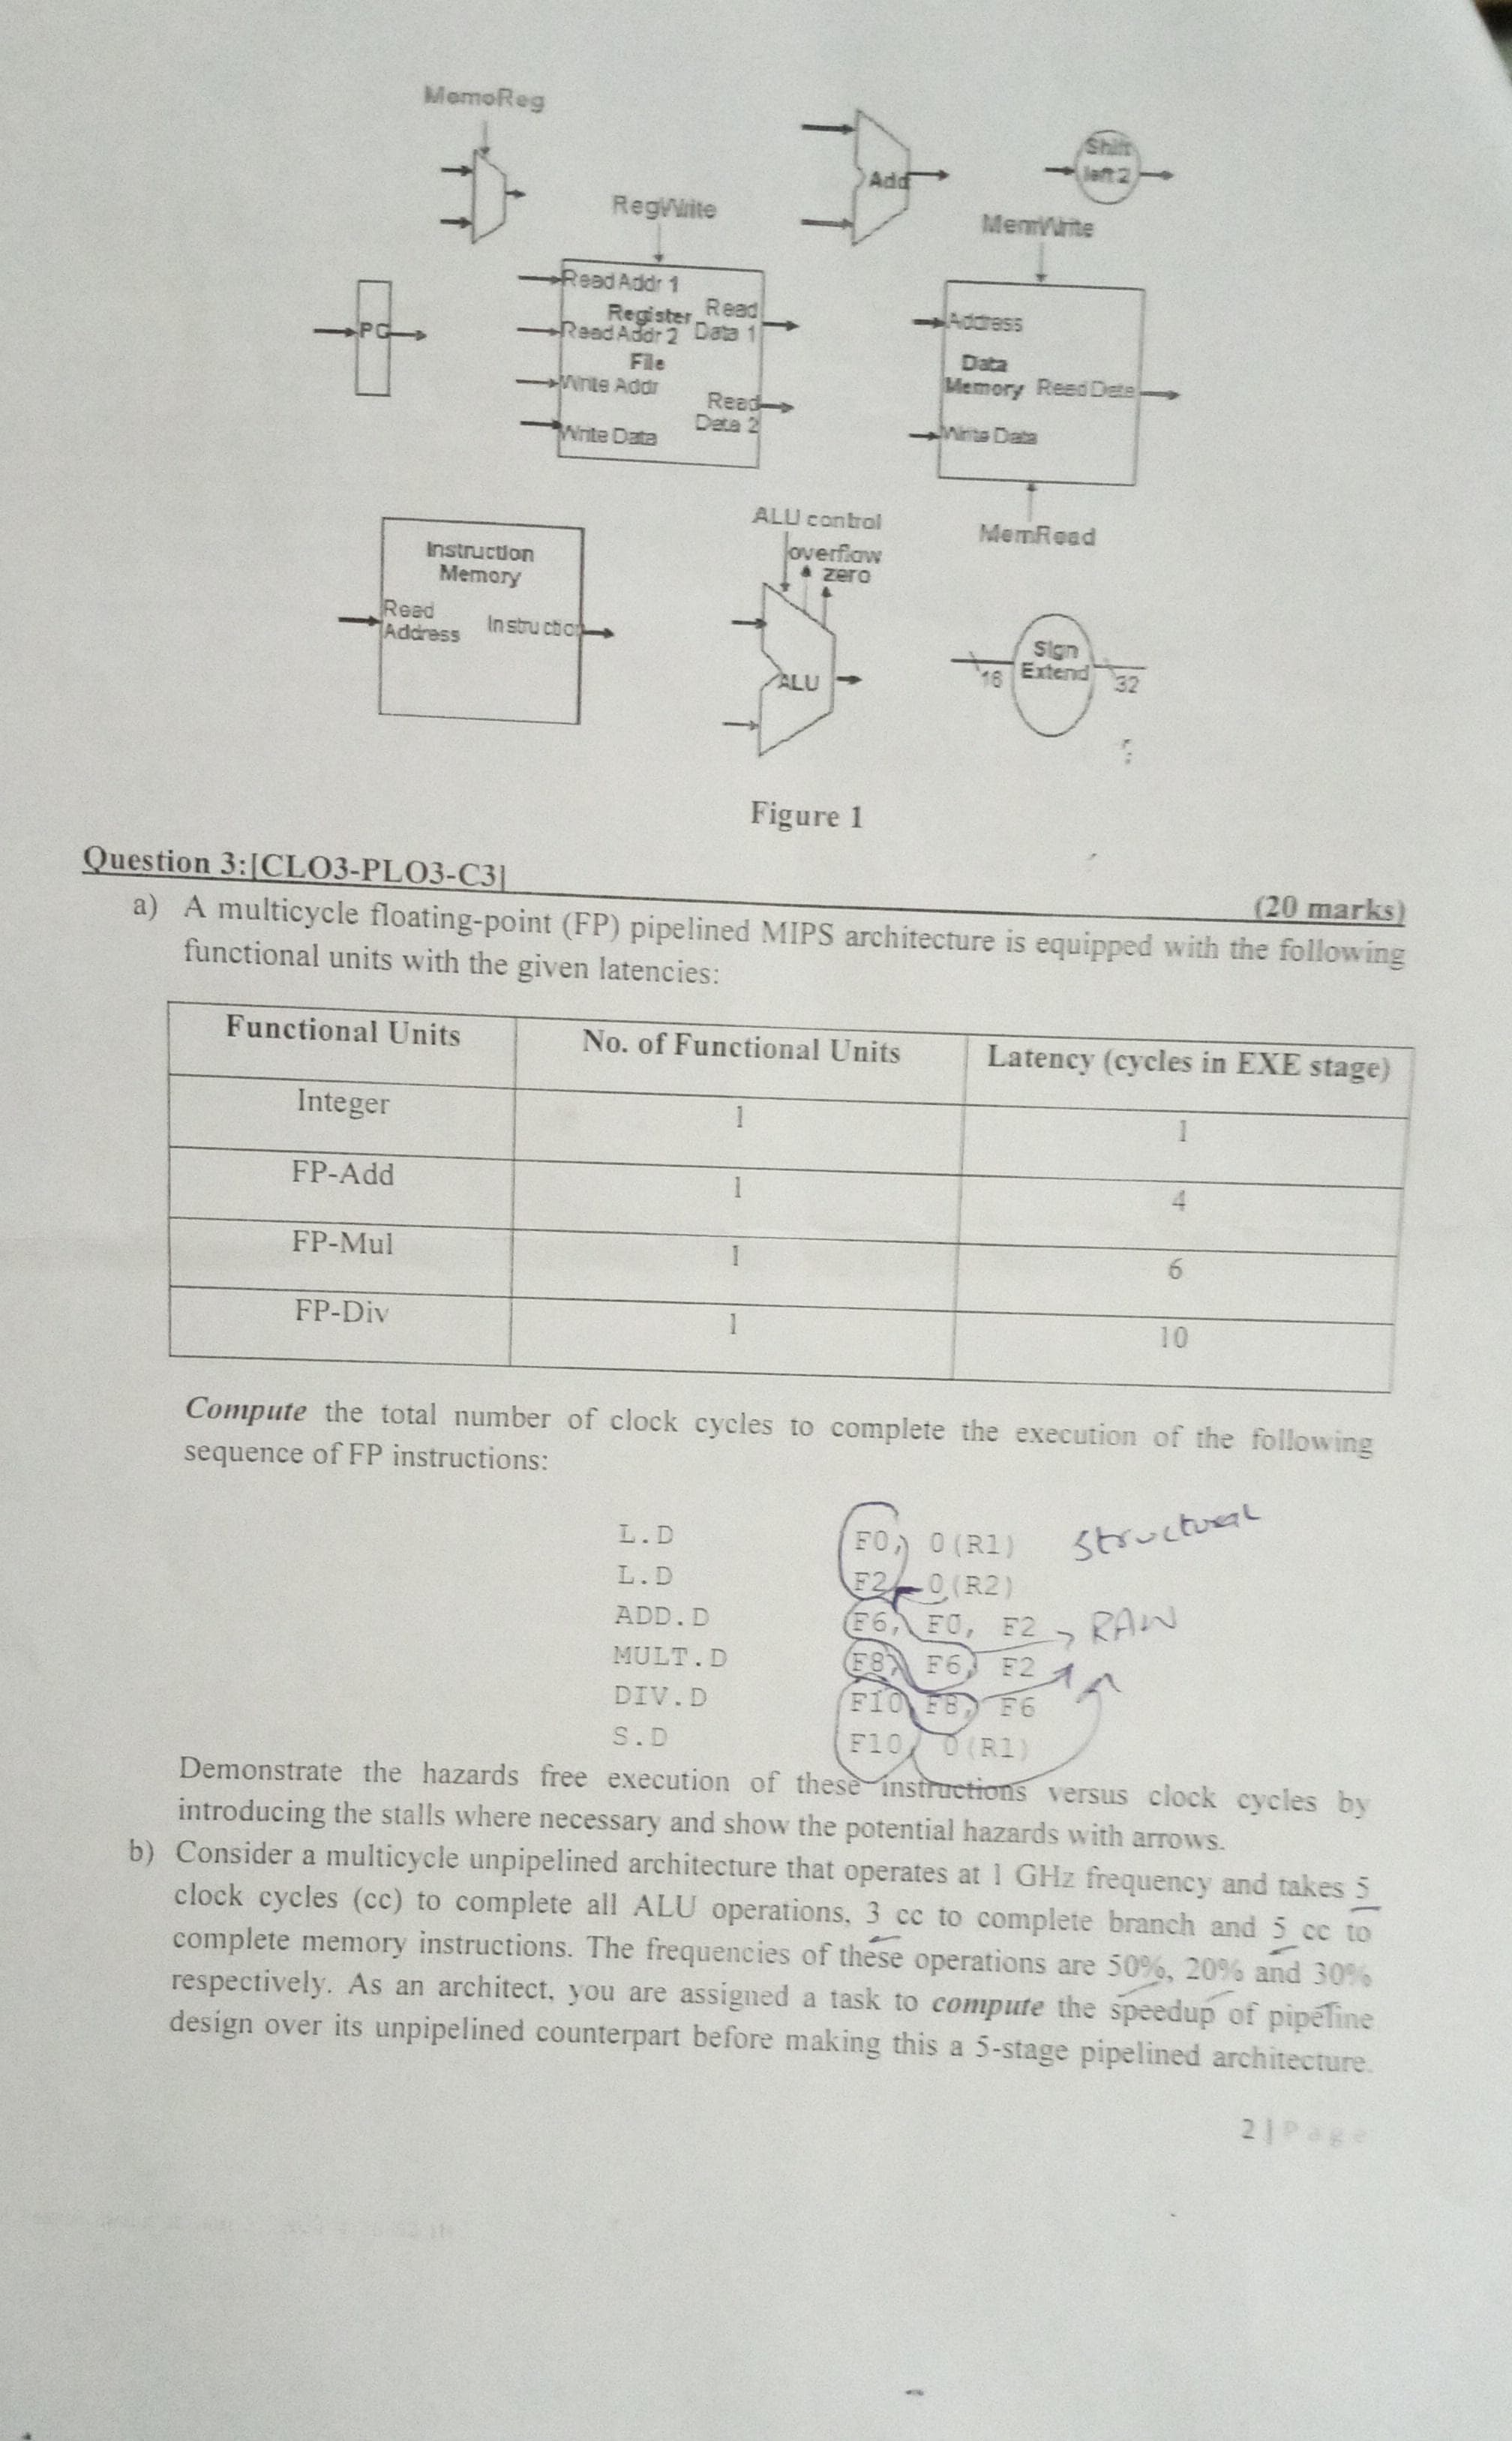 MemoReg
Add
Shift
left 2
RegWrite
MemWrite
Read Addr 1
Register Read
Read Addr 2 Data 1
File
Write Addr
Read
Data 2
Write Data
PC
Address
Data
Memory Read Data
Write Data
MemRead
Instruction
Memory
Read
Address Instruction
ALU control
overflow
zero
ALU
Sign
Extend
16
32
Figure 1
Question 3:[CLO3-PLO3-C3]
(20 marks)
a) A multicycle floating-point (FP) pipelined MIPS architecture is equipped with the following
functional units with the given latencies:
Functional Units No. of Functional Units Latency (cycles in EXE stage)
Integer 1 1
FP-Add 1 4
FP-Mul 1 6
FP-Div 1 10
Compute the total number of clock cycles to complete the execution of the following
sequence of FP instructions:
L.D F0, 0(R1) Structural
L.D F2, 0(R2)
ADD.D F6, F0, F2 RAW
MULT.D F8, F6, F2
DIV.D F10, F8, F6
S.D F10, 0(R1)
Demonstrate the hazards free execution of these instructions versus clock cycles by
introducing the stalls where necessary and show the potential hazards with arrows.
b) Consider a multicycle unpipelined architecture that operates at 1 GHz frequency and takes 5
clock cycles (cc) to complete all ALU operations, 3 cc to complete branch and 5 cc to
complete memory instructions. The frequencies of these operations are 50%, 20% and 30%
respectively. As an architect, you are assigned a task to compute the speedup of pipeline
design over its unpipelined counterpart before making this a 5-stage pipelined architecture.
2 | Page